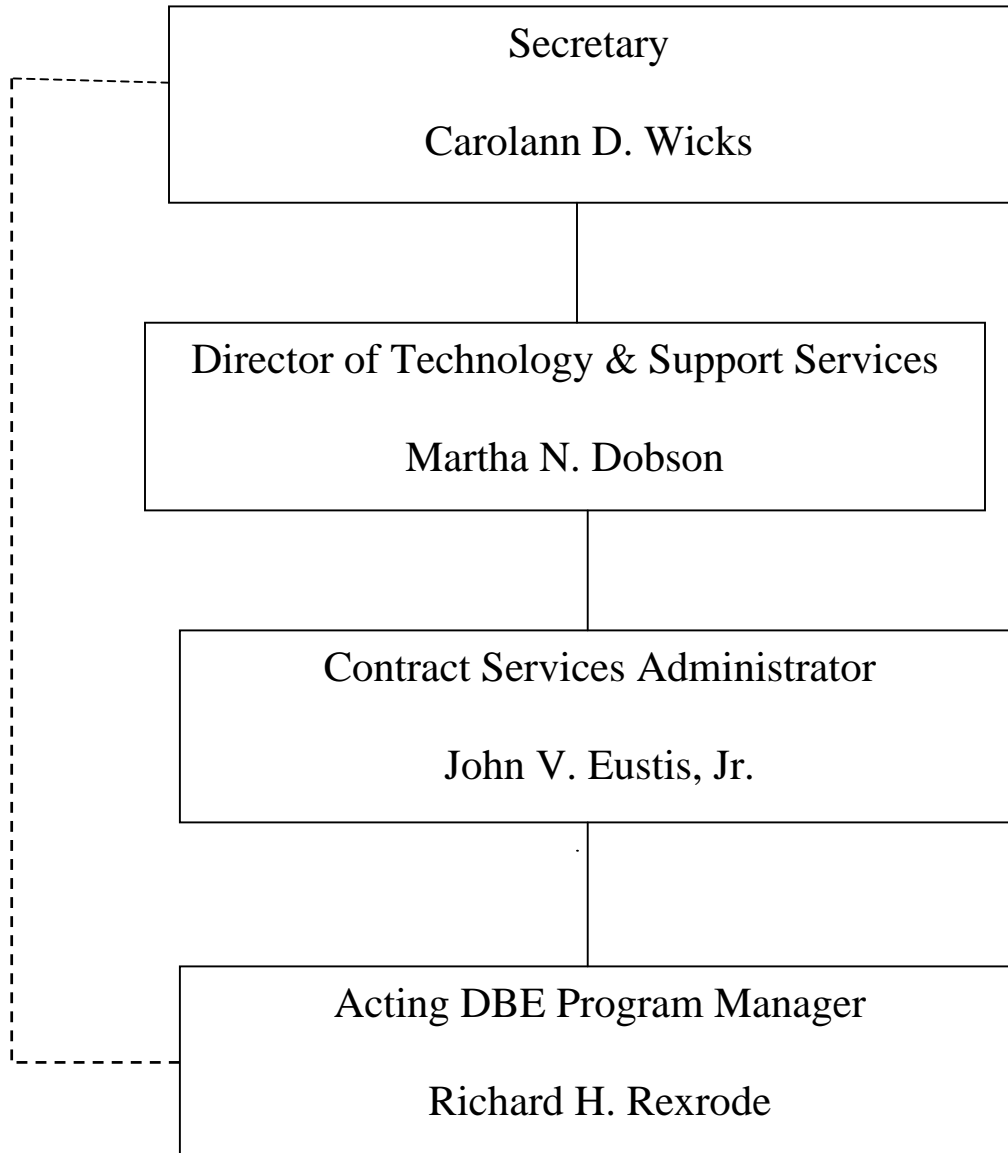 Secretary
Carolann D. Wicks
Director of Technology & Support Services
Martha N. Dobson
Contract Services Administrator
John V. Eustis, Jr.
Acting DBE Program Manager
Richard H. Rexrode